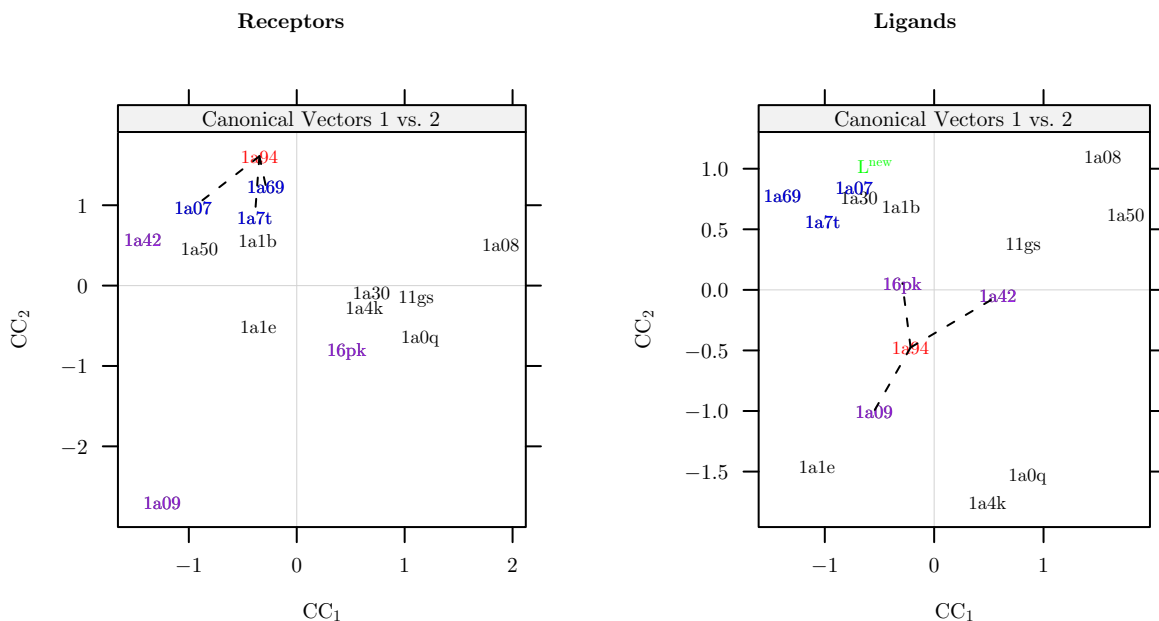 Receptors
Canonical Vectors 1 vs. 2
1a94
1a69
1a07
1a7t
1a42
1a50
1a1b
1a08
1a30
11gs
1a4k
1a1e
1a0q
16pk
1a09
1
0
−1
−2
−1
0
1
2
CC2
CC1
Ligands
Canonical Vectors 1 vs. 2
Lnew
1a08
1a07
1a69
1a30
1a1b
1a7t
1a50
11gs
16pk
1a42
1a94
1a09
1a1e
1a0q
1a4k
1.0
0.5
0.0
−0.5
−1.0
−1.5
−1
0
1
CC2
CC1